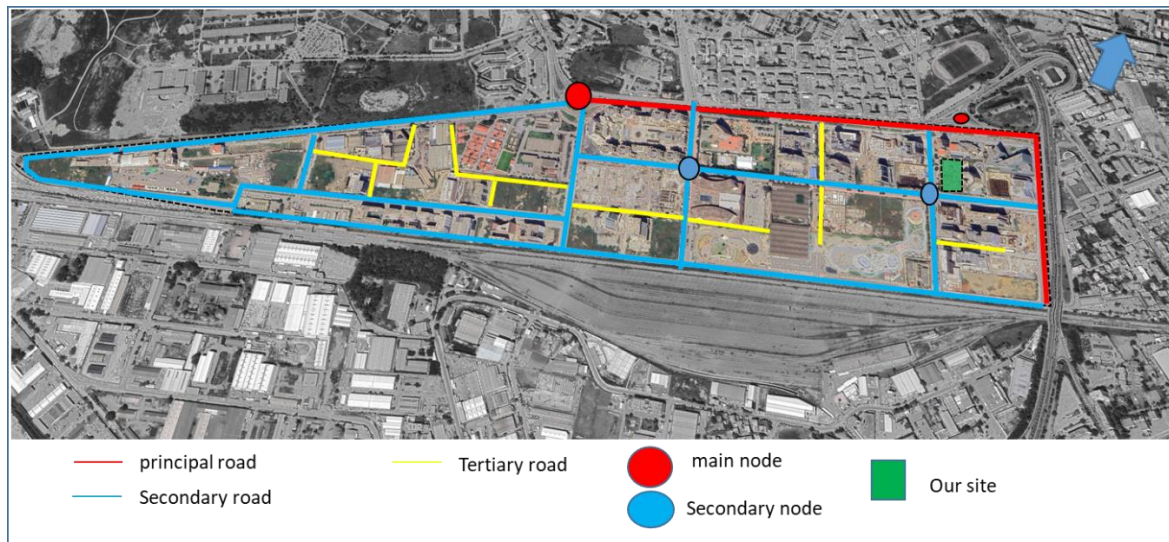 principal road
Secondary road
Tertiary road
main node
Secondary node
Our site